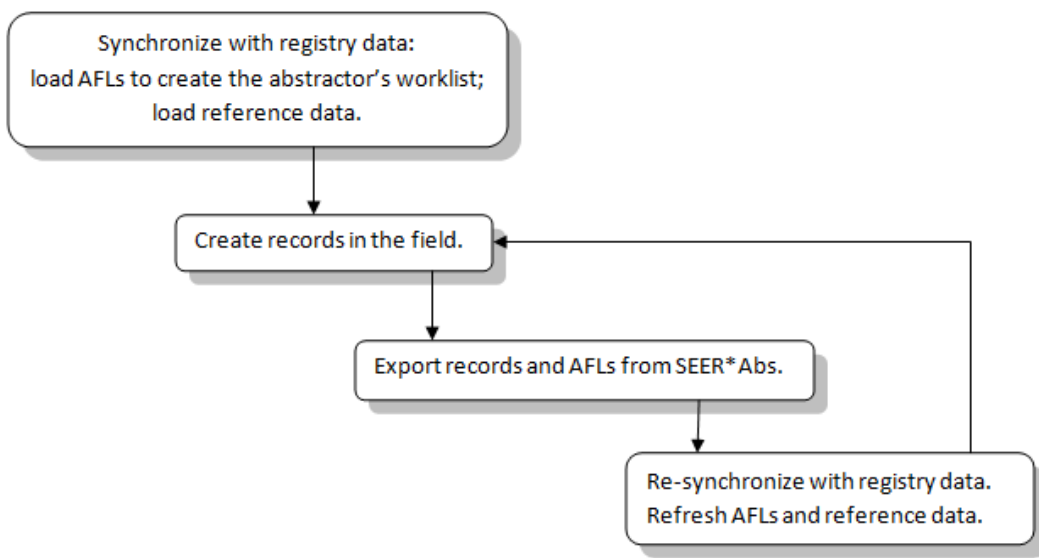 Synchronize with registry data:
load AFLs to create the abstractor's worklist;
load reference data.
Create records in the field.
Export records and AFLs from SEER*Abs.
Re-synchronize with registry data.
Refresh AFLs and reference data.